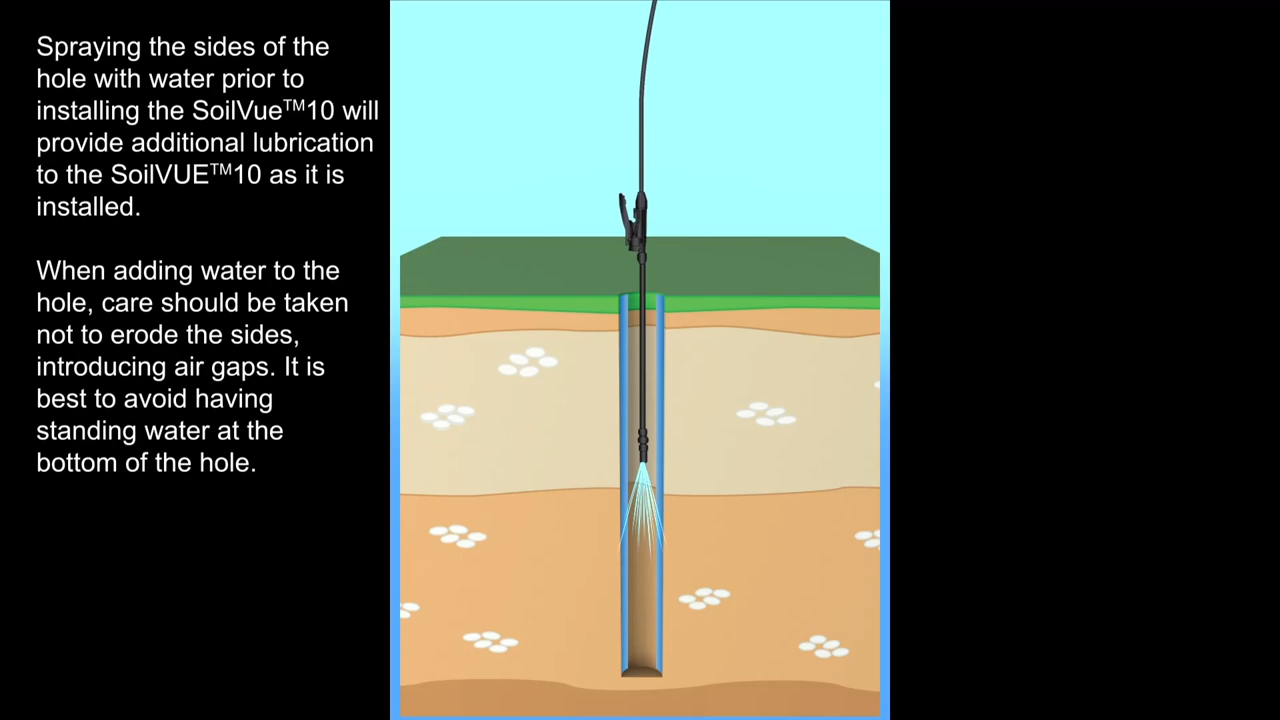 Spraying the sides of the
hole with water prior to
installing the SoilVue™10 will
provide additional lubrication
to the SoilVUE™10 as it is
installed.
When adding water to the
hole, care should be taken
not to erode the sides,
introducing air gaps. It is
best to avoid having
standing water at the
bottom of the hole.